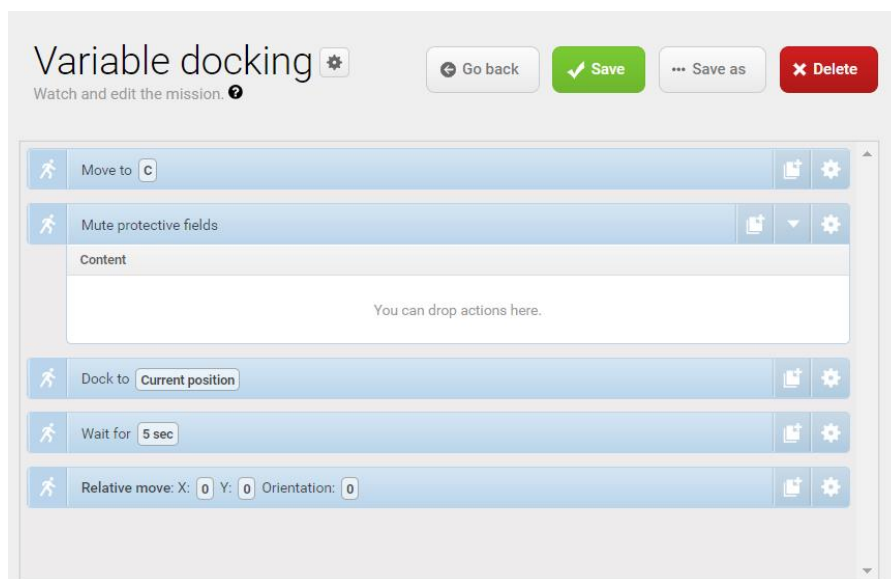 Variable docking
Go back
Save
Save as
Delete
Watch and edit the mission.
Move to C
Mute protective fields
Content
You can drop actions here.
Dock to Current position
Wait for 5 sec
Relative move: X: 0 Y: 0 Orientation: 0